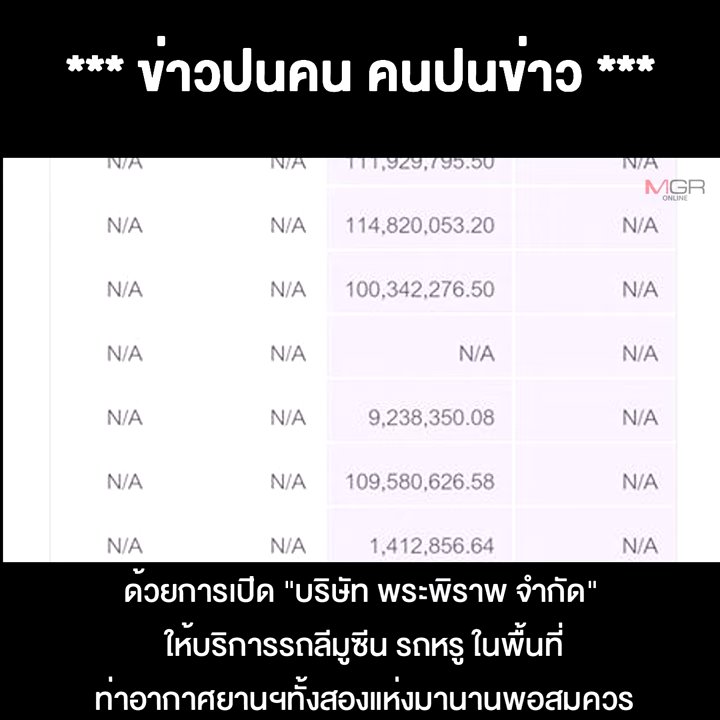 *** ข่าวปนคน คนปนข่าว ***
N/A N/A 111,929,795.50 N/A
MGR
ONLINE
N/A N/A 114,820,053.20 N/A
N/A N/A 100,342,276.50 N/A
N/A N/A N/A N/A
N/A N/A 9,238,350.08 N/A
N/A N/A 109,580,626.58 N/A
N/A N/A 1,412,856.64 N/A
ด้วยการเปิด "บริษัท พระพิราพ จำกัด"
ให้บริการรถลีมูซีน รถหรู ในพื้นที่
ท่าอากาศยานฯทั้งสองแห่งมานานพอสมควร